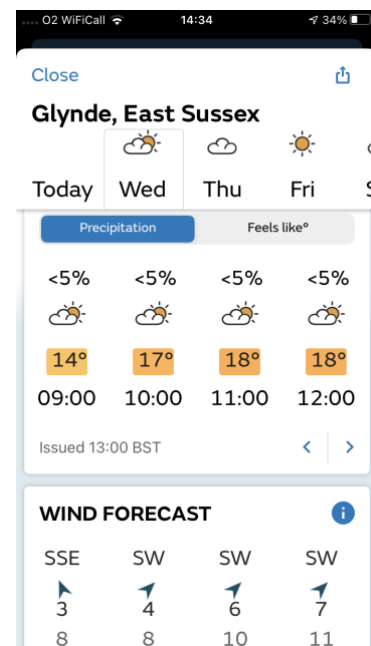 .... O2 WiFiCall 14:34 34%
Close
Glynde, East Sussex
Today Wed Thu Fri
Precipitation Feels like°
<5% <5% <5% <5%
14° 17° 18° 18°
09:00 10:00 11:00 12:00
Issued 13:00 BST < >
WIND FORECAST i
SSE SW SW SW
3 4 6 7
8 8 10 11